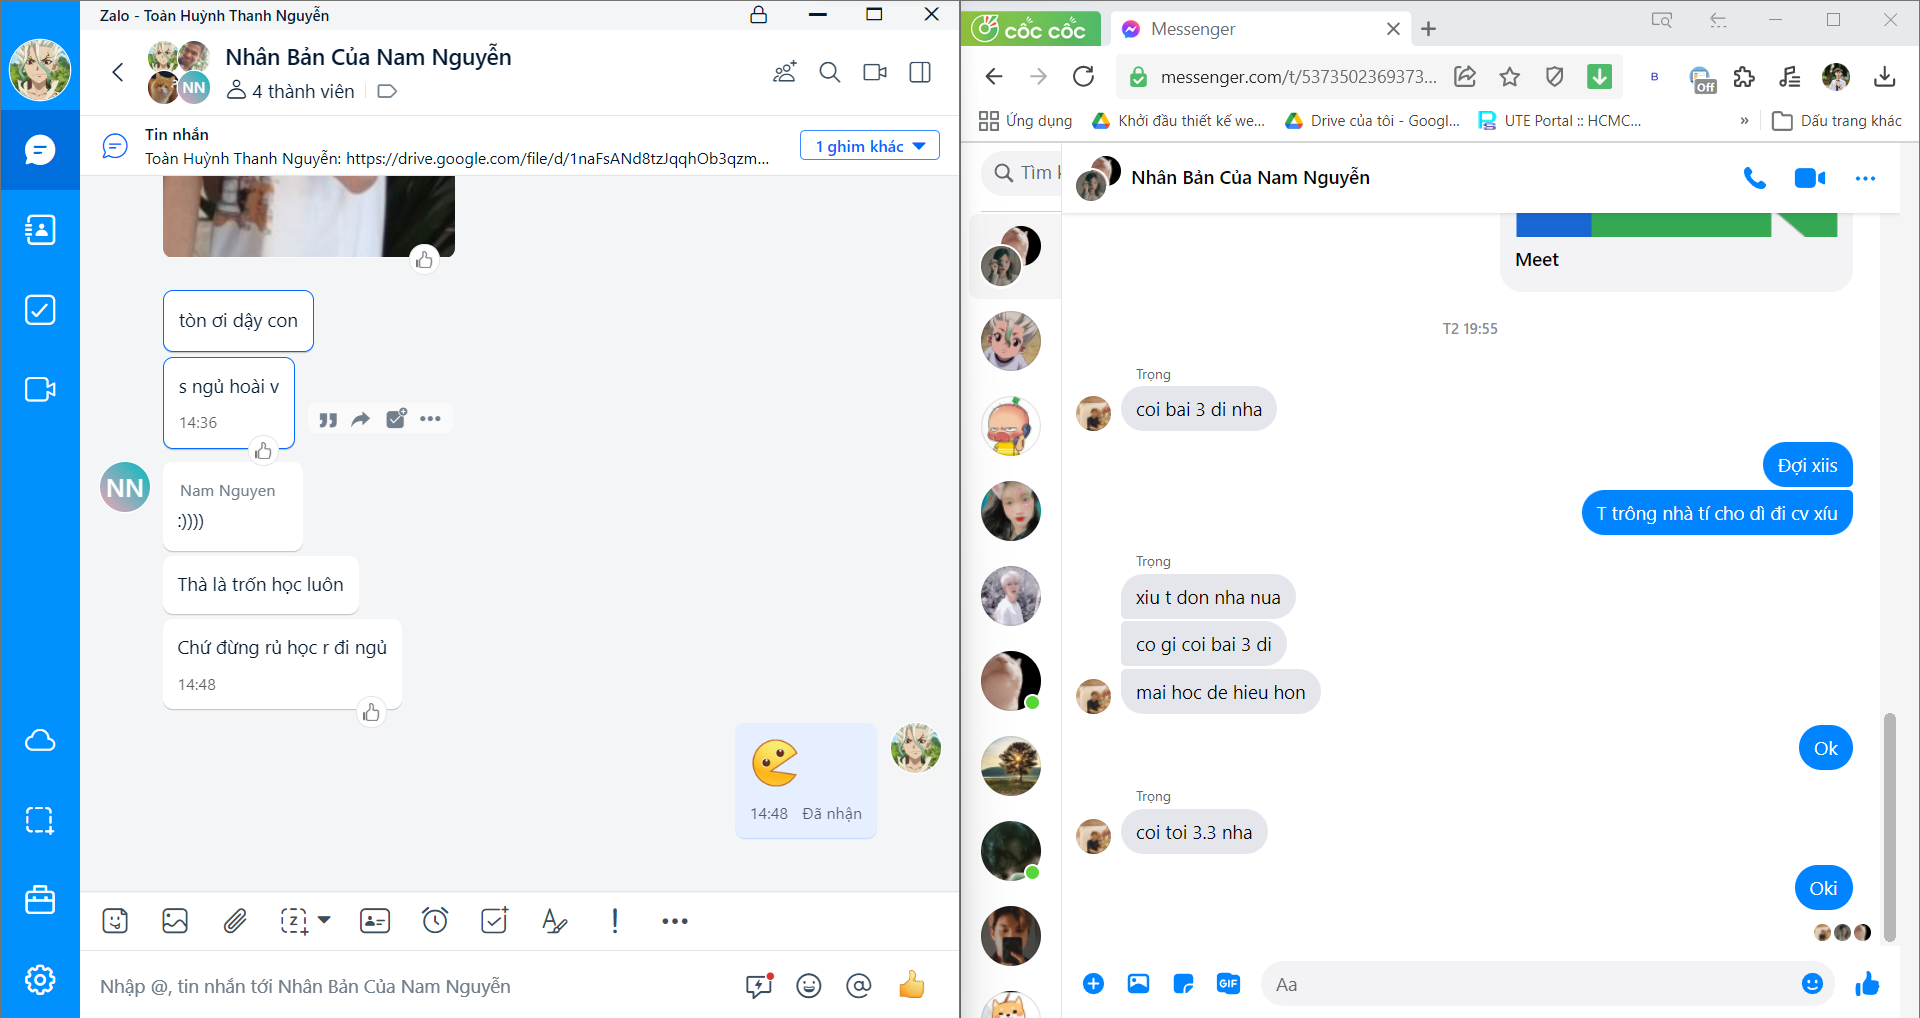 Zalo - Toàn Huỳnh Thanh Nguyễn
Nhân Bản Của Nam Nguyễn
NN
4 thành viên
Tin nhắn
Toàn Huỳnh Thanh Nguyễn: https://drive.google.com/file/d/1naFsANd8tzJqqhOb3qzm...
1 ghim khác
tòn ơi dậy con
s ngủ hoài v
14:36
NN
Nam Nguyen
:))))
Thà là trốn học luôn
Chứ đừng rủ học r đi ngủ
14:48
14:48 Đã nhận
Nhập @, tin nhắn tới Nhân Bản Của Nam Nguyễn
cốc cốc
Messenger
messenger.com/t/5373502369373...
B
Off
Ứng dụng
Khởi đầu thiết kế we...
Drive của tôi - Googl...
UTE Portal :: HCMC...
»
Dấu trang khác
Tìm k
Nhân Bản Của Nam Nguyễn
Meet
T2 19:55
Trọng
coi bai 3 di nha
Đợi xiis
T trông nhà tí cho dì đi cv xíu
Trọng
xiu t don nha nua
co gi coi bai 3 di
mai hoc de hieu hon
Ok
Trọng
coi toi 3.3 nha
Oki
GIF
Aa